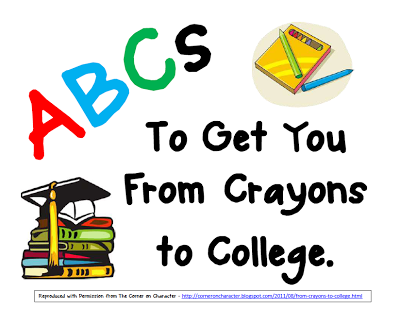 ABCs
To Get You
From Crayons
to College.
Reproduced with Permission from The Corner on Character - http://corneroncharacter.blogspot.com/2011/08/from-crayons-to-college.html